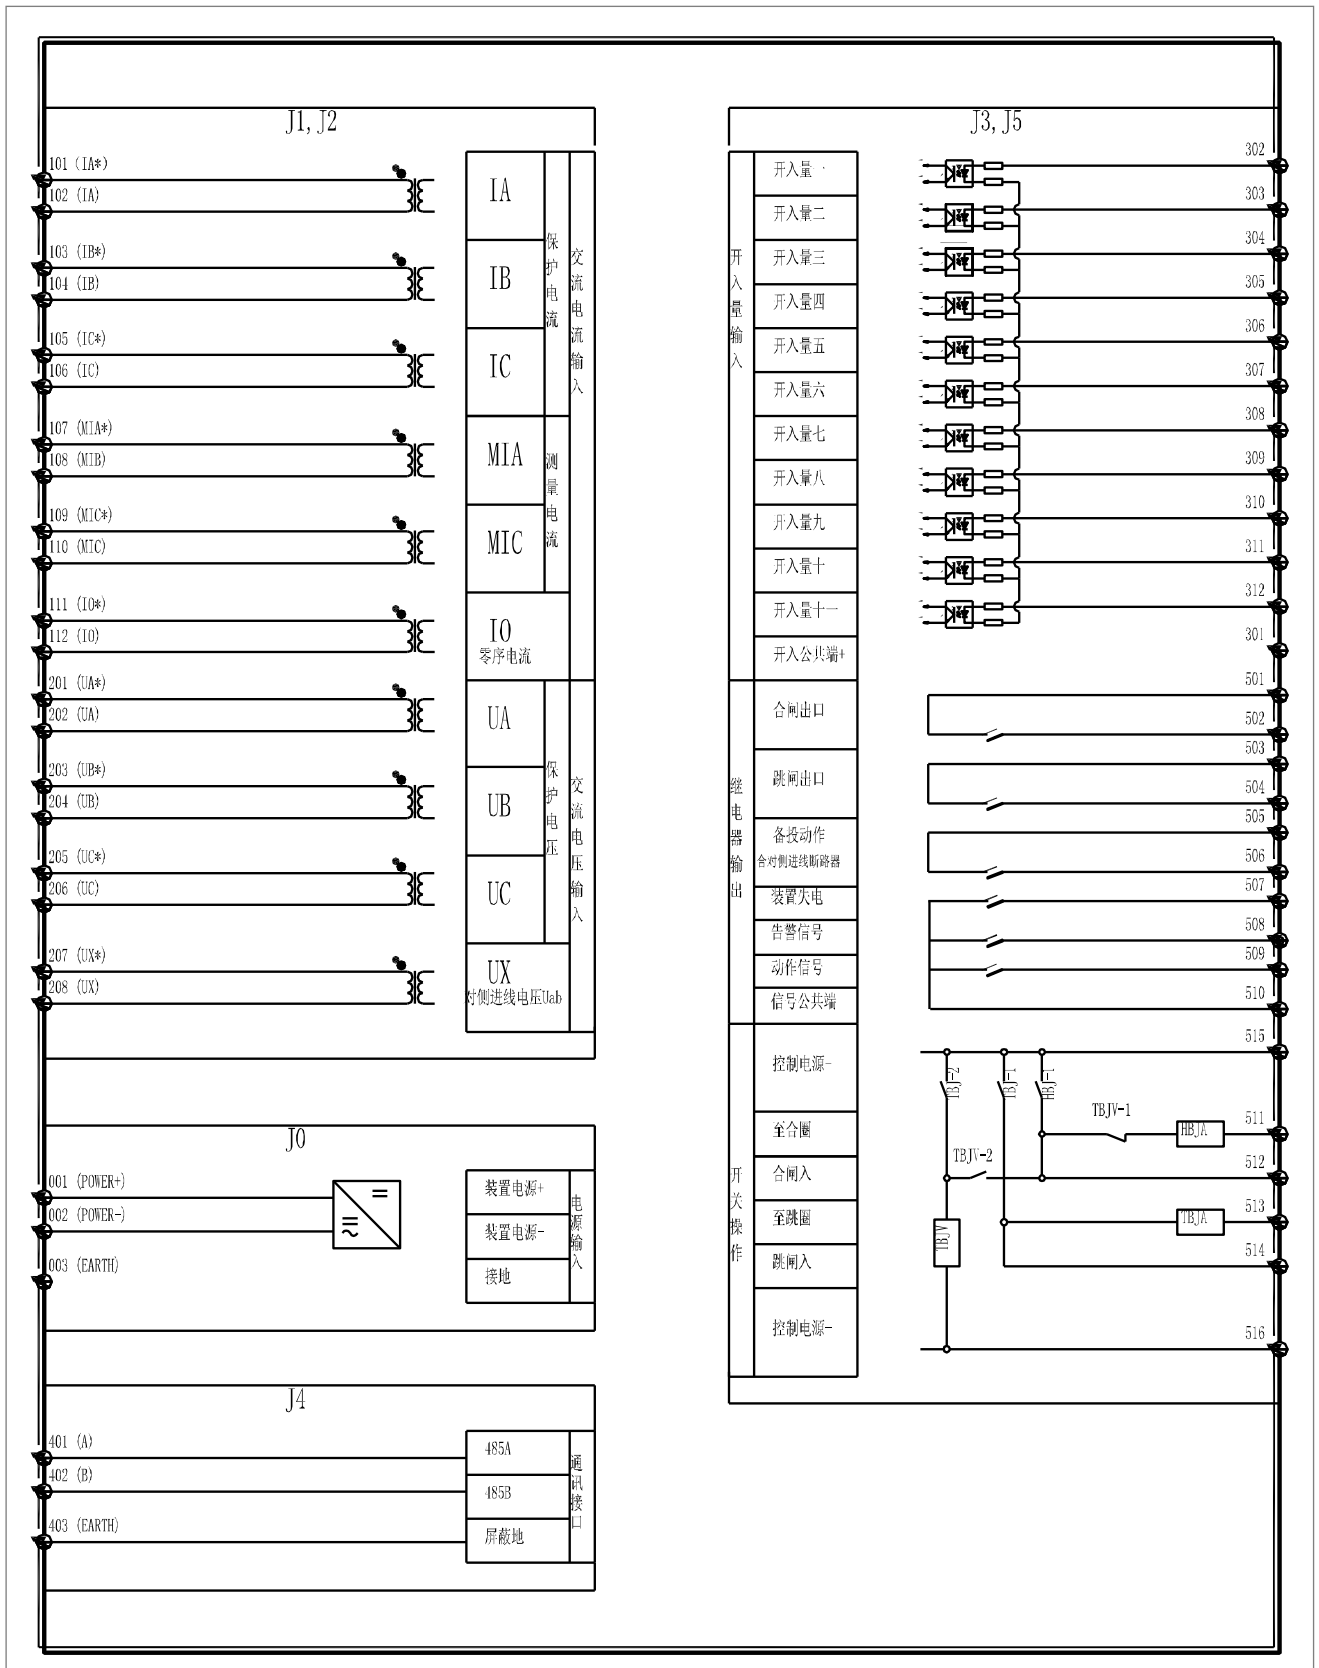 J1, J2
101 (IA*)
102 (IA)
IA
103 (IB*)
104 (IB)
IB
105 (IC*)
106 (IC)
IC
保护电流
交流电流输入
107 (MIA*)
108 (MIB)
MIA
109 (MIC*)
110 (MIC)
MIC
测量电流
111 (IO*)
112 (IO)
IO
零序电流
201 (UA*)
202 (UA)
UA
203 (UB*)
204 (UB)
UB
205 (UC*)
206 (UC)
UC
保护电压
交流电压输入
207 (UX*)
208 (UX)
UX
对侧进线电压Uab
J0
001 (POWER+)
002 (POWER-)
003 (EARTH)
装置电源+
装置电源-
接地
电源输入
J4
401 (A)
402 (B)
403 (EARTH)
485A
485B
屏蔽地
通讯接口
J3, J5
开入量输入
开入量一
302
开入量二
303
开入量三
304
开入量四
305
开入量五
306
开入量六
307
开入量七
308
开入量八
309
开入量九
310
开入量十
311
开入量十一
312
开入公共端+
301
继电器输出
合闸出口
501
502
跳闸出口
503
504
备投动作
合对侧进线断路器
505
506
装置失电
507
告警信号
508
动作信号
509
信号公共端
510
开关操作
控制电源-
515
TBJ-2
TBJ-1
HBJ-1
至合圈
TBJV-1
HBJA
511
合闸入
TBJV-2
512
至跳圈
TBJV
TBJA
513
跳闸入
514
控制电源-
516